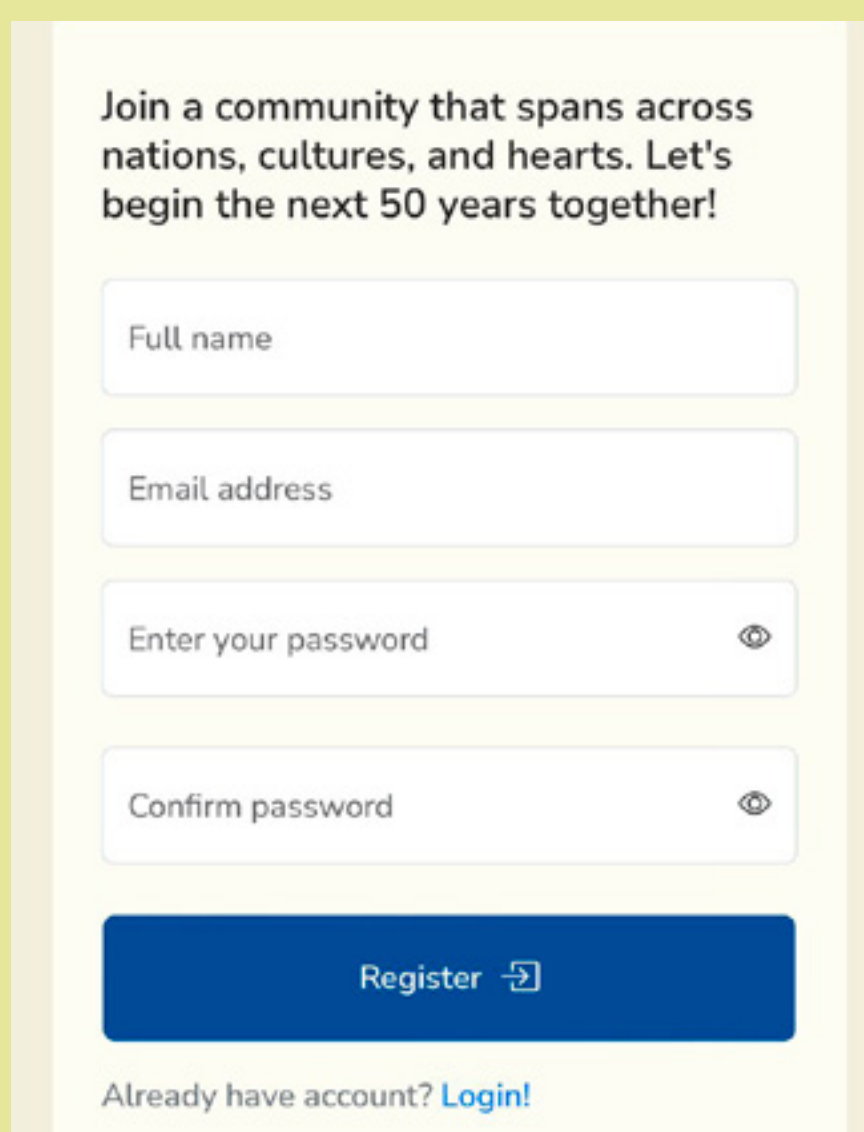 Join a community that spans across
nations, cultures, and hearts. Let's
begin the next 50 years together!
Full name
Email address
Enter your password
Confirm password
Register
Already have account? Login!